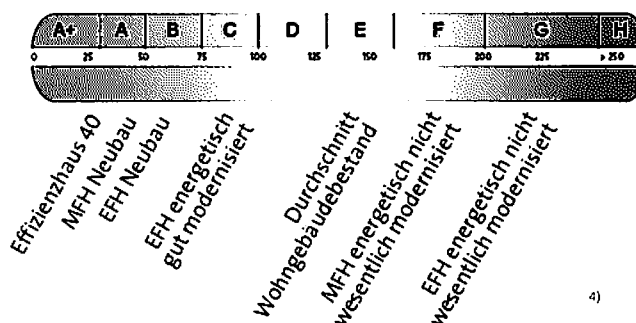 A+ A B C D E F G H
0 25 50 75 100 125 150 175 200 225 > 250
Effizienzhaus 40
MFH Neubau
EFH Neubau
EFH energetisch
gut modernisiert
Durchschnitt
Wohngebäudebestand
MFH energetisch nicht
wesentlich modernisiert
EFH energetisch nicht
wesentlich modernisiert
4)